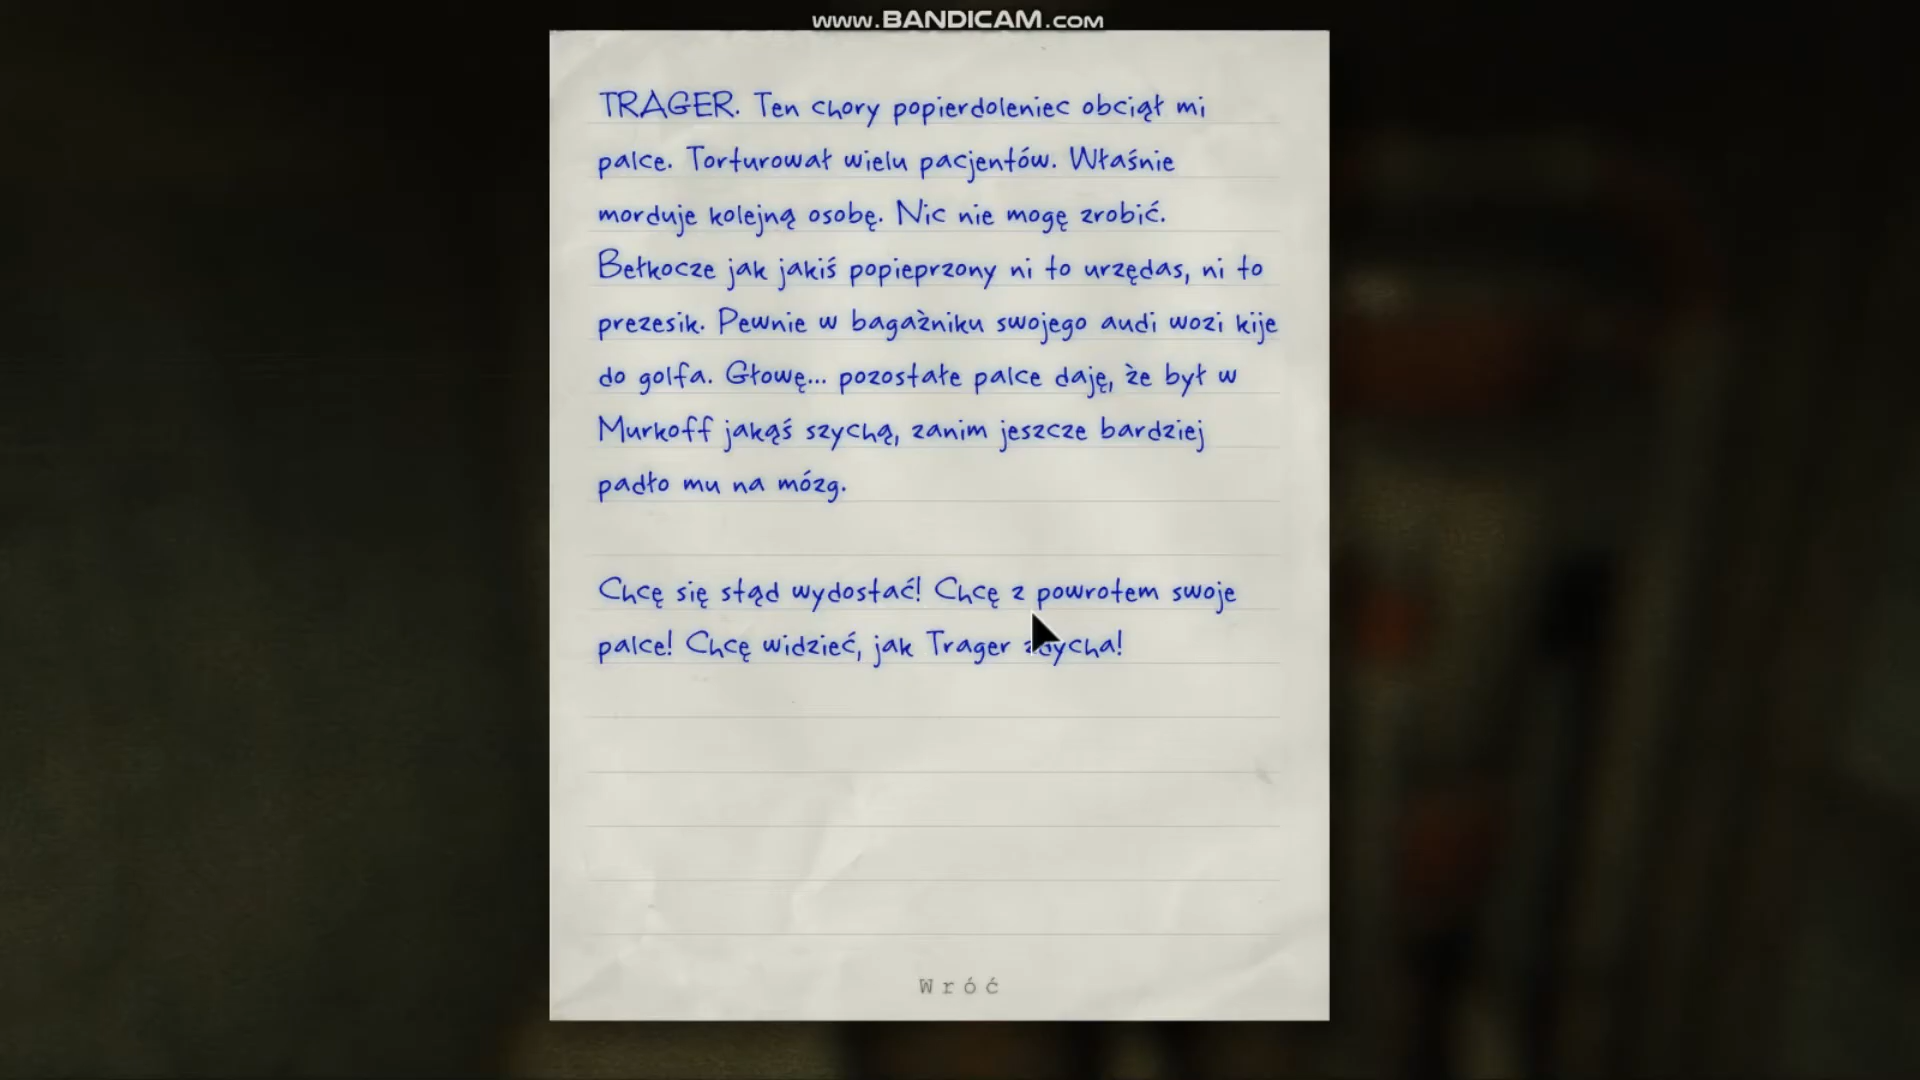 www.BANDICAM.com
TRAGER. Ten chory popierdoleniec obciął mi
palce. Torturował wielu pacjentów. Właśnie
morduje kolejną osobę. Nic nie mogę zrobić.
Bełkocze jak jakiś popieprzony ni to urzędas, ni to
prezesik. Pewnie w bagażniku swojego audi wozi kije
do golfa. Głowę... pozostałe palce daję, że był w
Murkoff jakąś szychą, zanim jeszcze bardziej
padło mu na mózg.
Chcę się stąd wydostać! Chcę z powrotem swoje
palce! Chcę widzieć, jak Trager zdycha!
Wróć